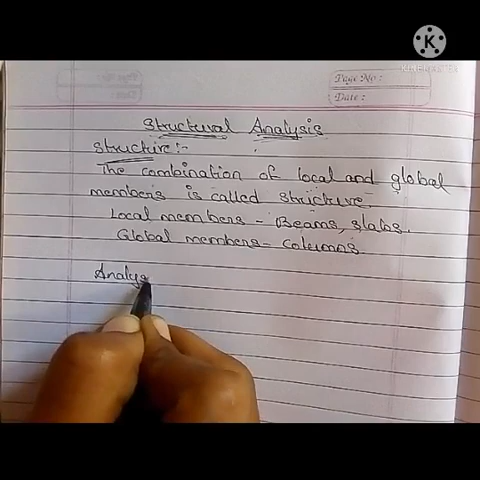 KINEMASTER
Page No:
Date:
Structural Analysis
Structure:-
The combination of local and global
members is called structure.
Local members - Beams, slabs.
Global members - columns
Analys